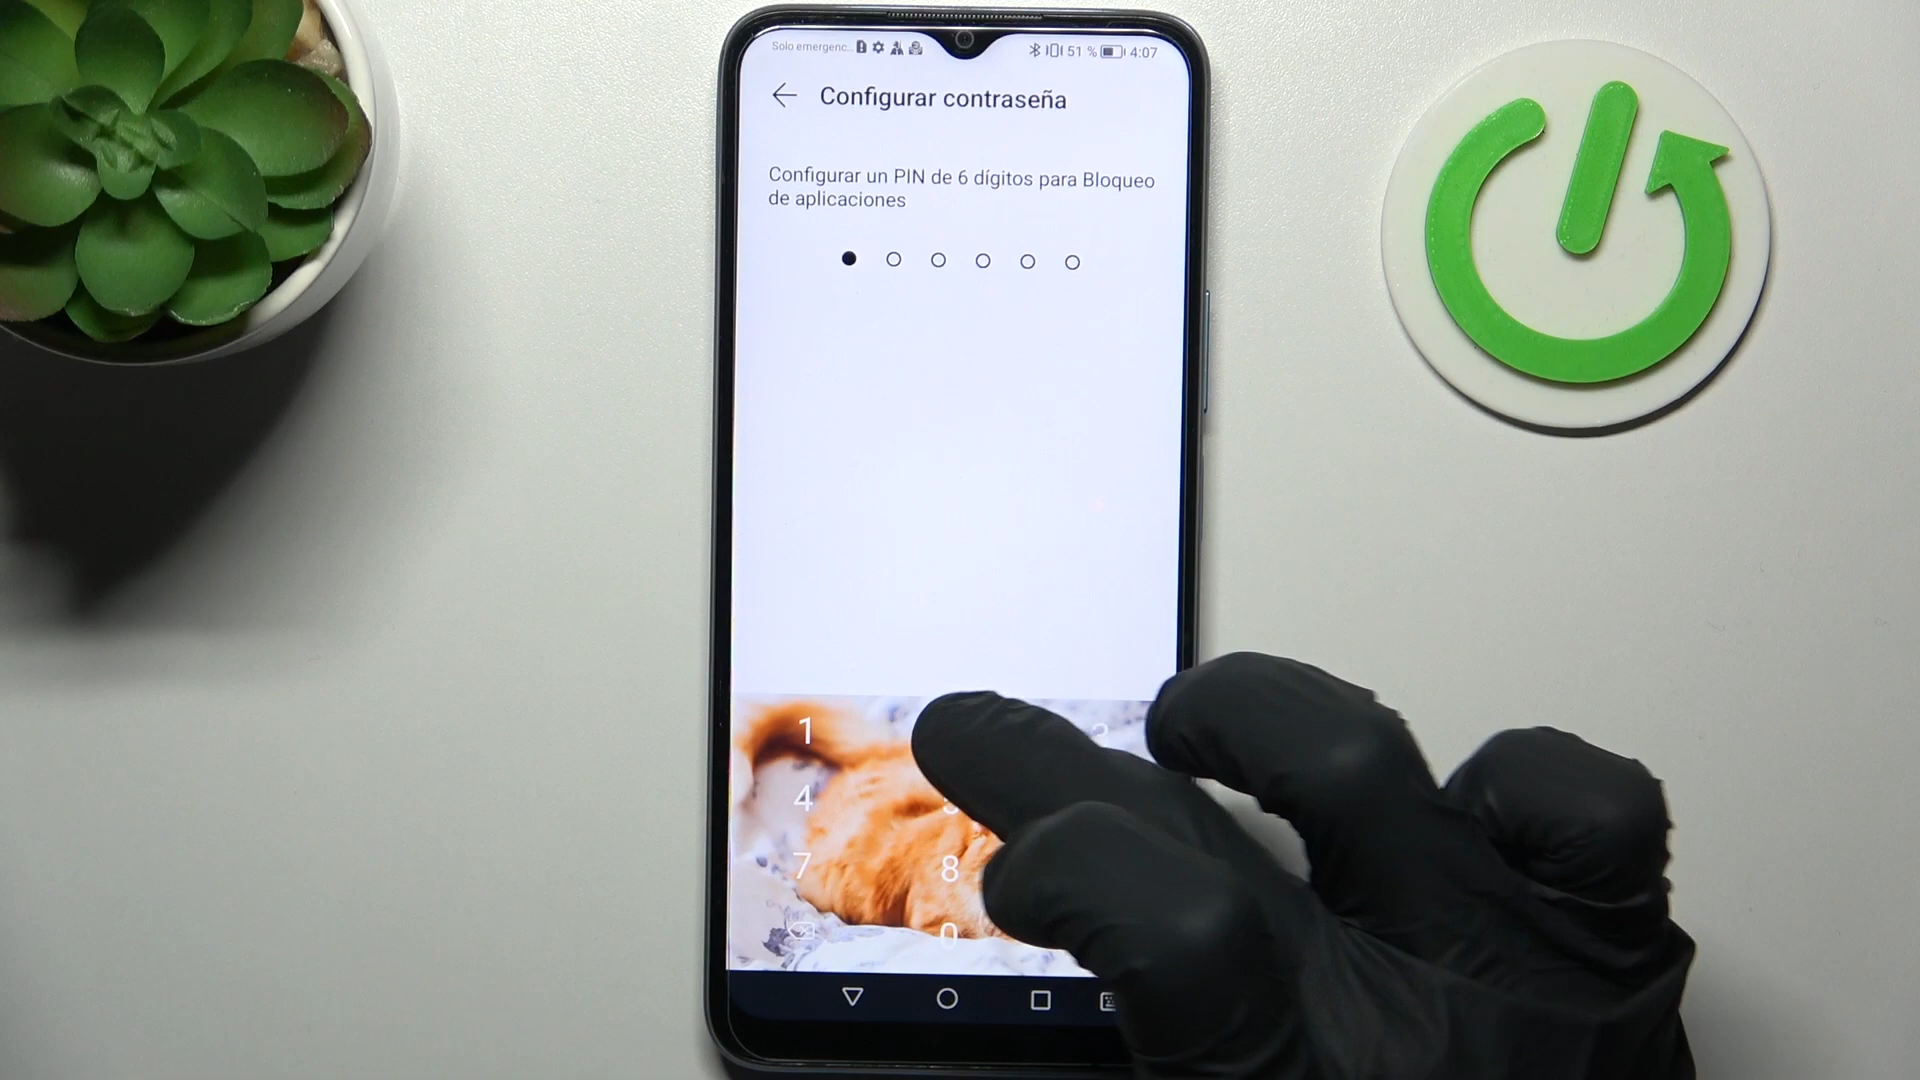 Solo emergenc... 51 % 4:07
Configurar contraseña
Configurar un PIN de 6 dígitos para Bloqueo
de aplicaciones
1
4
7 8
0